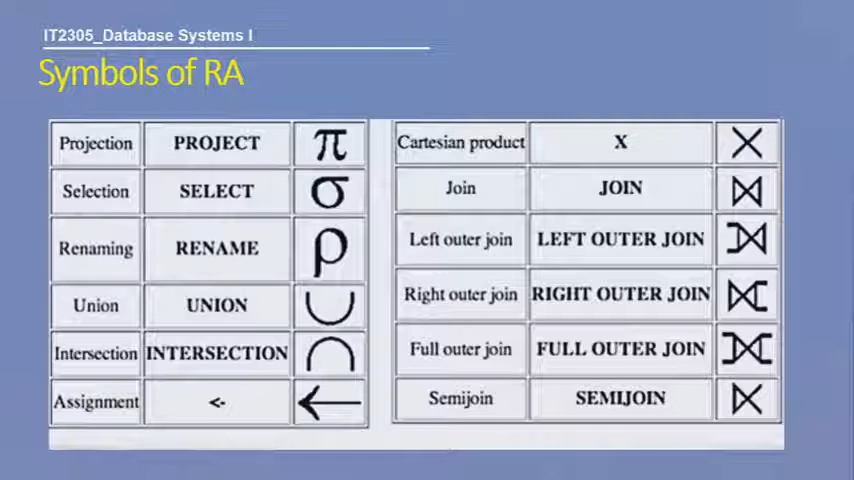 IT2305_Database Systems I
Symbols of RA
Projection PROJECT π
Selection SELECT σ
Renaming RENAME ρ
Union UNION ∪
Intersection INTERSECTION ∩
Assignment <- ←
Cartesian product X ×
Join JOIN ⋈
Left outer join LEFT OUTER JOIN ⟕
Right outer join RIGHT OUTER JOIN ⟖
Full outer join FULL OUTER JOIN ⟗
Semijoin SEMIJOIN ⋉